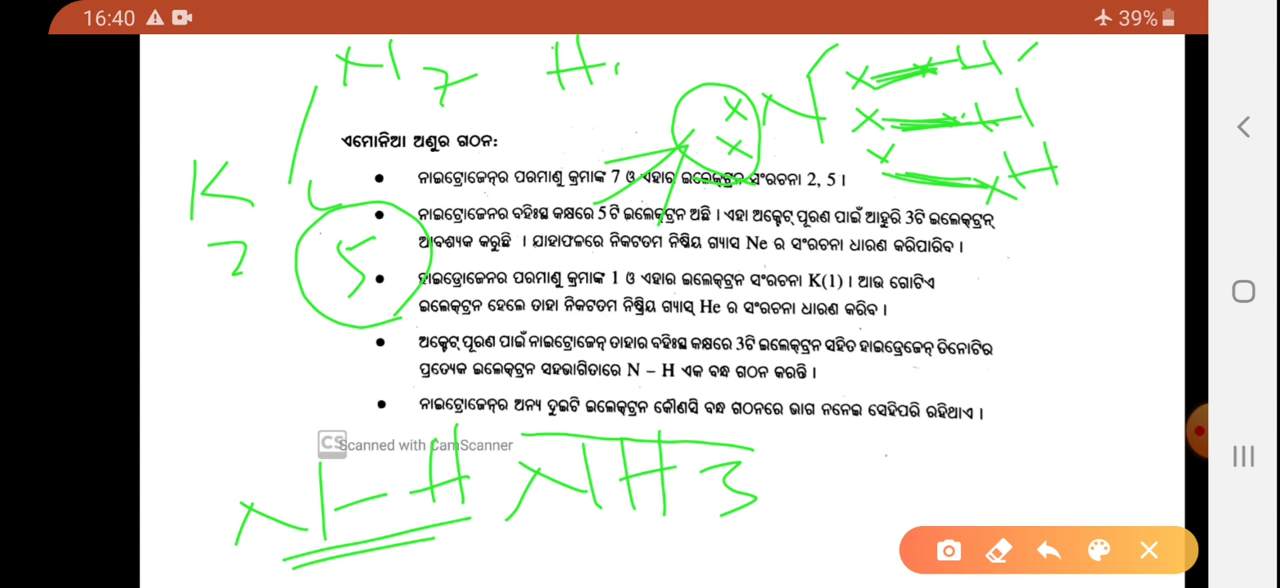 16:40
39%
N 7 H 1
x N x x H
x x x H
x x H
ଏମୋନିଆ ଅଣୁର ଗଠନ:
• ନାଇଟ୍ରୋଜେନ୍‌ର ପରମାଣୁ କ୍ରମାଙ୍କ 7 ଓ ଏହାର ଇଲେକ୍ଟ୍ରନ ସଂରଚନା 2, 5 ।
K L
2 5
• ନାଇଟ୍ରୋଜେନର ବହିଃସ୍ଥ କକ୍ଷରେ 5 ଟି ଇଲେକ୍ଟ୍ରନ ଅଛି । ଏହା ଅକ୍ଟେଟ୍ ପୂରଣ ପାଇଁ ଆହୁରି 3ଟି ଇଲେକ୍ଟ୍ରନ୍
ଆବଶ୍ୟକ କରୁଛି । ଯାହାଫଳରେ ନିକଟତମ ନିଷ୍କ୍ରିୟ ଗ୍ୟାସ Ne ର ସଂରଚନା ଧାରଣ କରିପାରିବ ।
• ହାଇଡ୍ରୋଜେନର ପରମାଣୁ କ୍ରମାଙ୍କ 1 ଓ ଏହାର ଇଲେକ୍ଟ୍ରନ ସଂରଚନା K(1) । ଆଉ ଗୋଟିଏ
ଇଲେକ୍ଟ୍ରନ ହେଲେ ତାହା ନିକଟତମ ନିଷ୍କ୍ରିୟ ଗ୍ୟାସ୍ He ର ସଂରଚନା ଧାରଣ କରିବ ।
• ଅକ୍ଟେଟ୍ ପୂରଣ ପାଇଁ ନାଇଟ୍ରୋଜେନ୍ ତାହାର ବହିଃସ୍ଥ କକ୍ଷରେ 3ଟି ଇଲେକ୍ଟ୍ରନ ସହିତ ହାଇଡ୍ରେଜେନ୍ ତିନୋଟିର
ପ୍ରତ୍ୟେକ ଇଲେକ୍ଟ୍ରନ ସହଭାଗିତାରେ N – H ଏକ ବନ୍ଧ ଗଠନ କରନ୍ତି ।
• ନାଇଟ୍ରୋଜେନ୍‌ର ଅନ୍ୟ ଦୁଇଟି ଇଲେକ୍ଟ୍ରନ କୌଣସି ବନ୍ଧ ଗଠନରେ ଭାଗ ନନେଇ ସେହିପରି ରହିଥାଏ ।
CS Scanned with CamScanner
N-H NH3